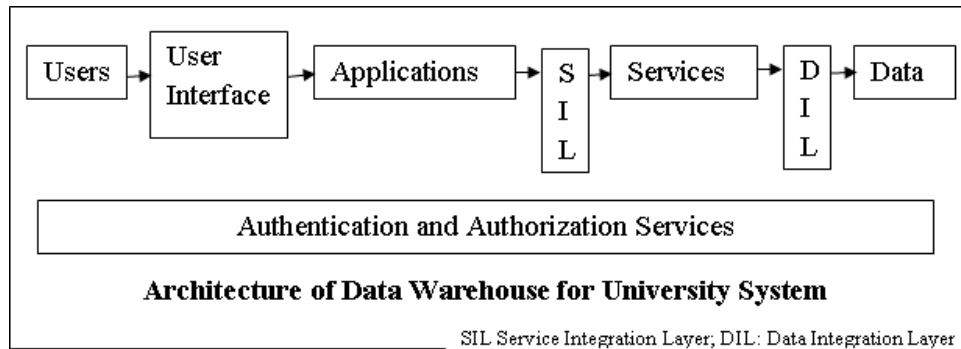 Users
User
Interface
Applications
S
I
L
Services
D
I
L
Data
Authentication and Authorization Services
Architecture of Data Warehouse for University System
SIL Service Integration Layer; DIL: Data Integration Layer